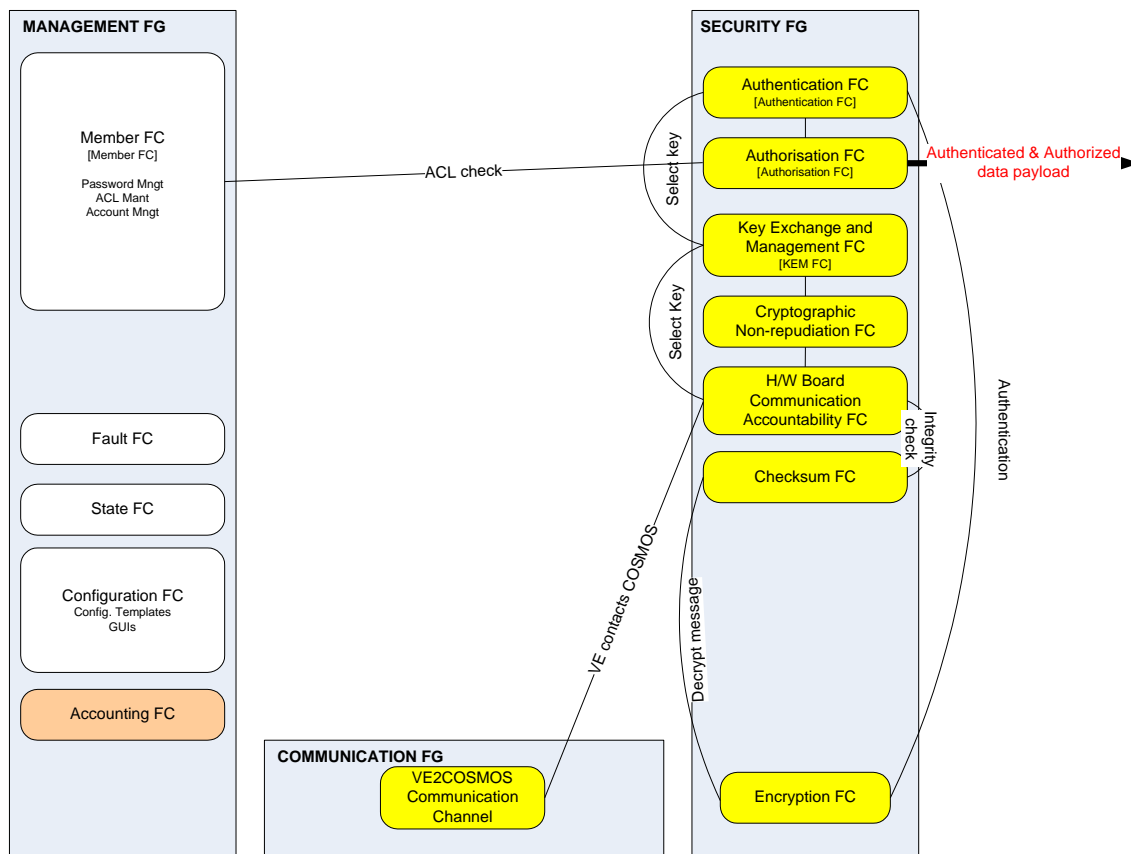 MANAGEMENT FG
Member FC
[Member FC]
Password Mngt
ACL Mant
Account Mngt
Fault FC
State FC
Configuration FC
Config. Templates
GUIs
Accounting FC
COMMUNICATION FG
VE2COSMOS
Communication
Channel
SECURITY FG
Authentication FC
[Authentication FC]
Authorisation FC
[Authorisation FC]
Key Exchange and
Management FC
[KEM FC]
Cryptographic
Non-repudiation FC
H/W Board
Communication
Accountability FC
Checksum FC
Encryption FC
ACL check
Select key
Select Key
VE contacts COSMOS
Decrypt message
Integrity
check
Authentication
Authenticated & Authorized
data payload